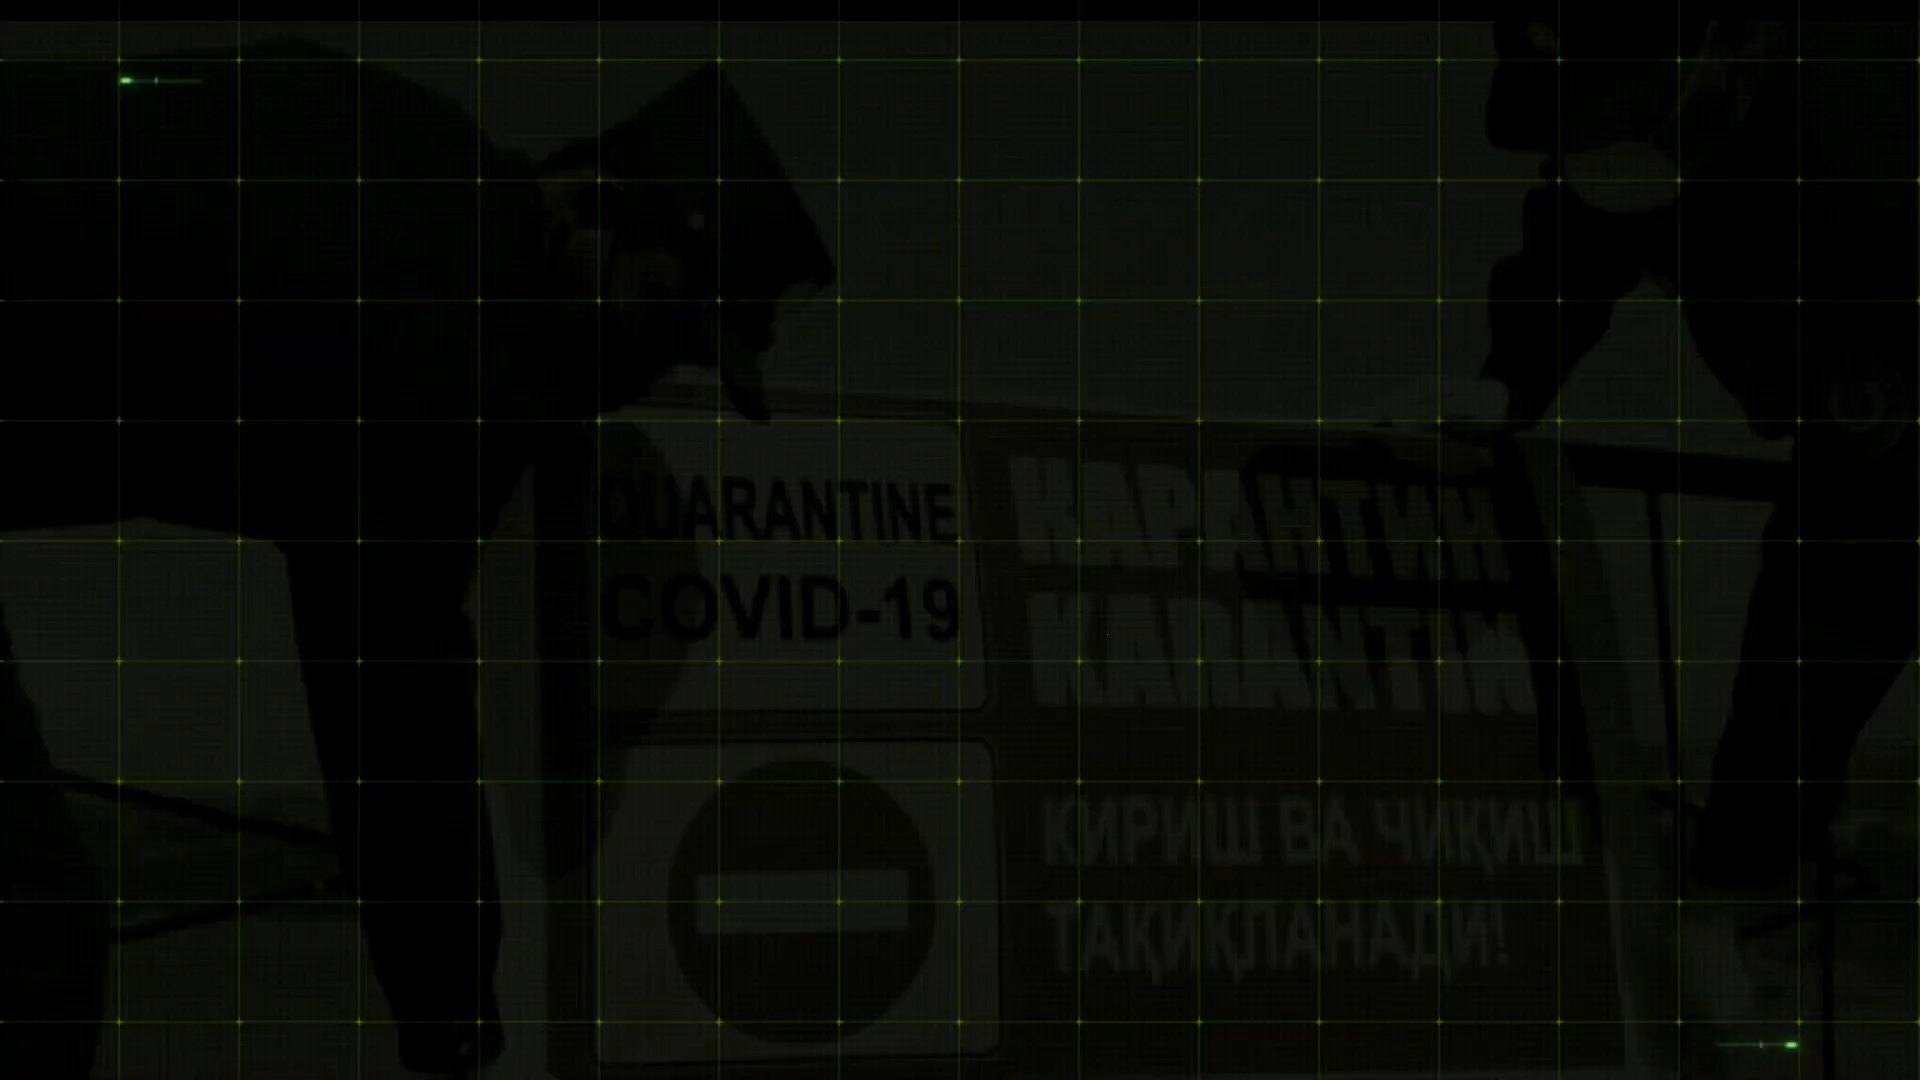 QUARANTINE
COVID-19
КАРАНТИН
KARANTIN
КИРИШ ВА ЧИҚИШ
ТАҚИҚЛАНАДИ!